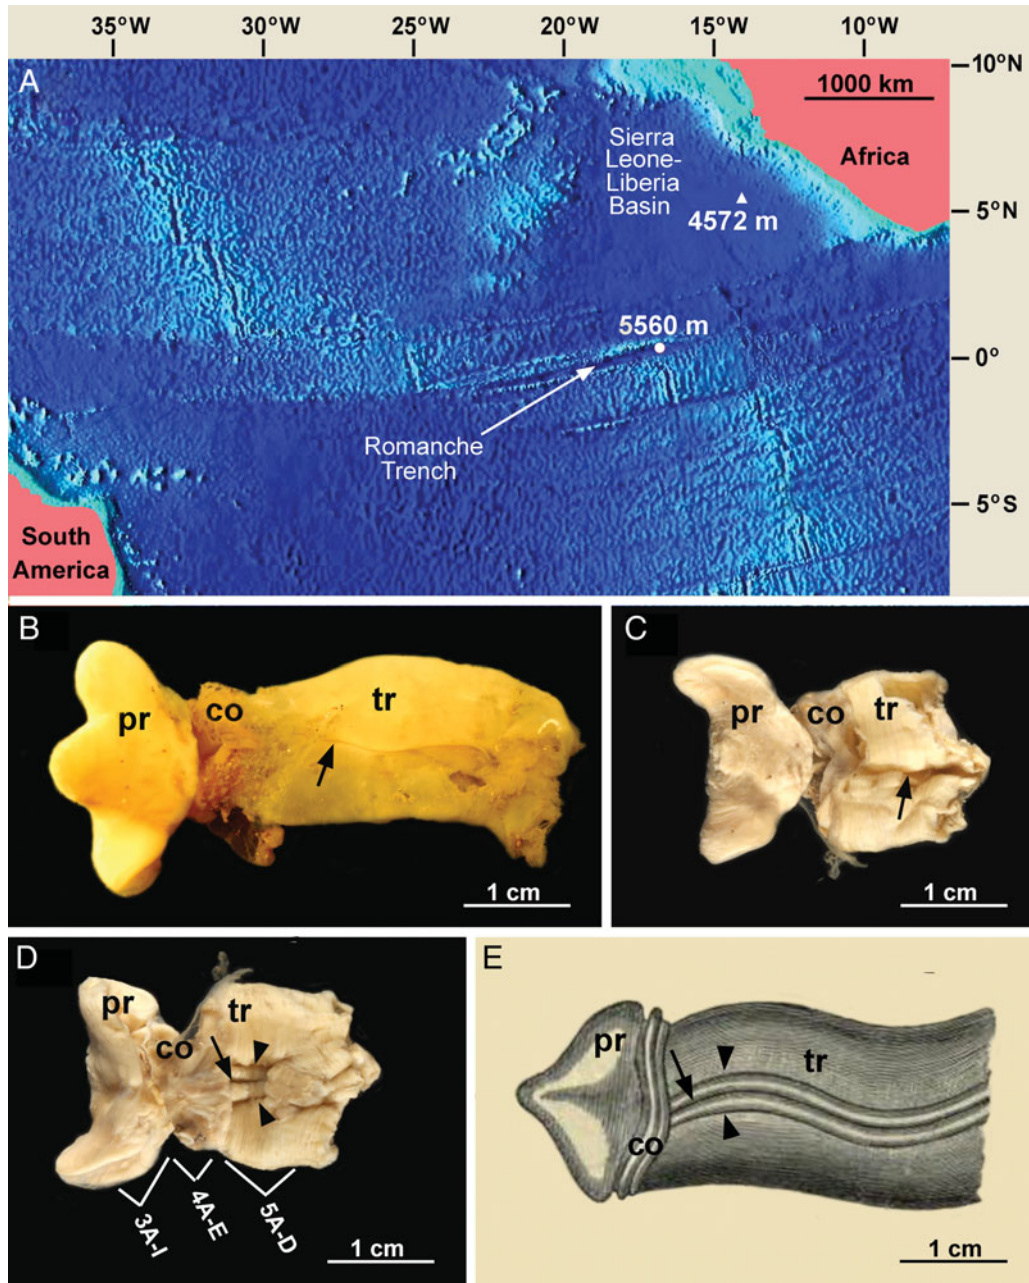 35°W 30°W 25°W 20°W 15°W 10°W
A
10°N
1000 km
Africa
Sierra
Leone-
Liberia
Basin
4572 m
5°N
5560 m
0°
Romanche
Trench
5°S
South
America
B
pr
co
tr
1 cm
C
pr
co
tr
1 cm
D
pr
co
tr
3A-I
4A-E
5A-D
1 cm
E
pr
co
tr
1 cm